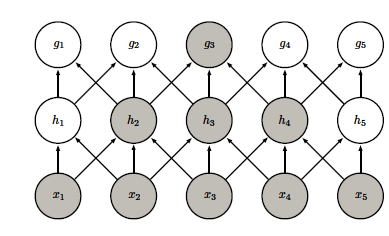 g₁ g₂ g₃ g₄ g₅
h₁ h₂ h₃ h₄ h₅
x₁ x₂ x₃ x₄ x₅